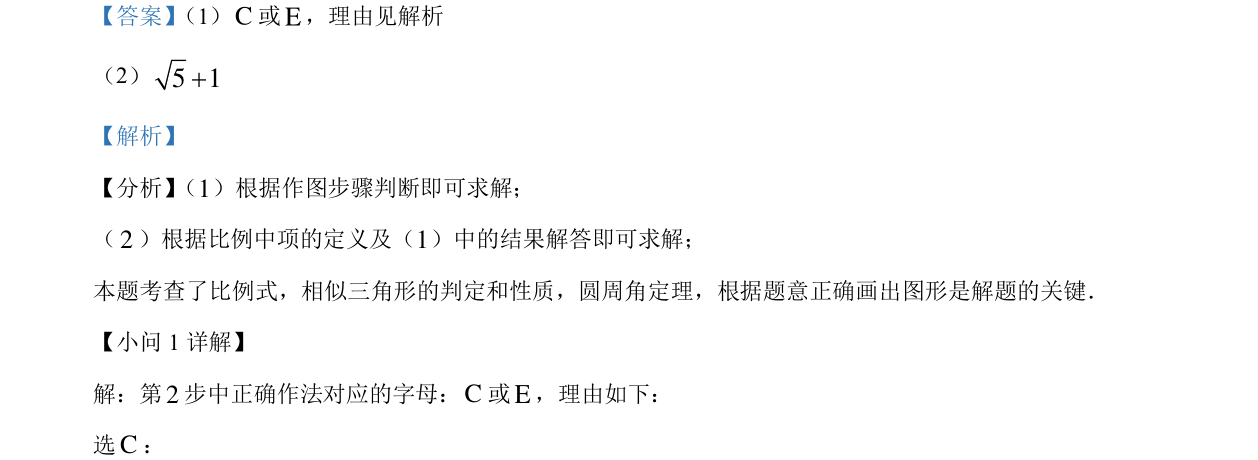 【答案】（1）C 或 E，理由见解析
（2）√5+1
【解析】
【分析】（1）根据作图步骤判断即可求解；
（2）根据比例中项的定义及（1）中的结果解答即可求解；
本题考查了比例式，相似三角形的判定和性质，圆周角定理，根据题意正确画出图形是解题的关键．
【小问 1 详解】
解：第 2 步中正确作法对应的字母：C 或 E，理由如下：
选 C：